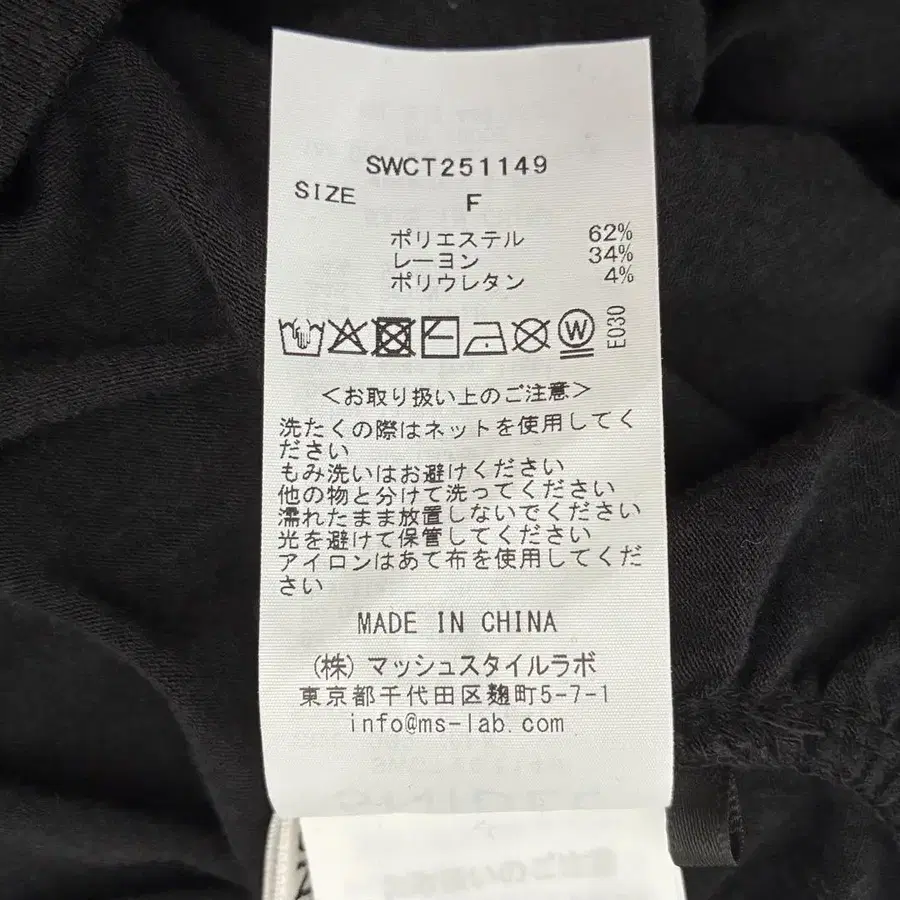 SWCT251149
SIZE F
ポリエステル 62%
レーヨン 34%
ポリウレタン 4%
W
E030
＜お取り扱い上のご注意＞
洗たくの際はネットを使用してく
ださい
もみ洗いはお避けください
他の物と分けて洗ってください
濡れたまま放置しないでください
光を避けて保管してください
アイロンはあて布を使用してくだ
さい
MADE IN CHINA
(株) マッシュスタイルラボ
東京都千代田区麹町5-7-1
info@ms-lab.com